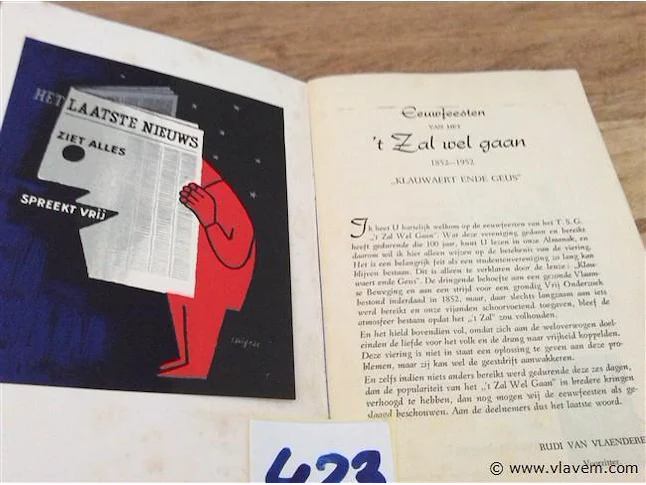 HET LAATSTE NIEUWS
ZIET ALLES
SPREEKT VRIJ
Eeuwfeesten
VAN HET
't Zal wel gaan
1852-1952
„KLAUWAERT ENDE GEUS"
Ik heet U hartelijk welkom op de eeuwfeesten van het T. S. G.
„'t Zal Wel Gaan". Wat deze vereniging gedaan en bereikt
heeft gedurende die 100 jaar, kunt U lezen in onze Almanak, en
daarom wil ik hier alleen wijzen op de betekenis van de viering.
Het is een belangrijk feit als een studentenvereniging zo lang kan
blijven bestaan. Dit is alleen te verklaren door de leuze: „Klau-
waert ende Geus". De dringende behoefte aan een gezonde Vlaam-
se Beweging en aan een strijd voor een grondig Vrij Onderzoek
bestond inderdaad in 1852, maar, daar slechts langzaam aan iets
werd bereikt en onze vijanden schoorvoetend toegaven, bleef de
atmosfeer bestaan opdat het „'t Zal" zou volhouden.
En het hield bovendien vol, omdat zich aan de weloverwogen doel-
einden de liefde voor het volk en de drang naar vrijheid koppelden.
Deze viering is niet in staat een oplossing te geven aan deze pro-
blemen, maar zij kan wel de geestdrift aanwakkeren.
En zelfs indien niets anders bereikt werd gedurende deze zes dagen,
dan de populariteit van het „'t Zal Wel Gaan" in bredere kringen
verhoogd te hebben, dan nog mogen wij de eeuwfeesten als ge-
slaagd beschouwen. Aan de deelnemers dus het laatste woord.
RUDI VAN VLAENDERE
Voorzitter
423
© www.vlavem.com